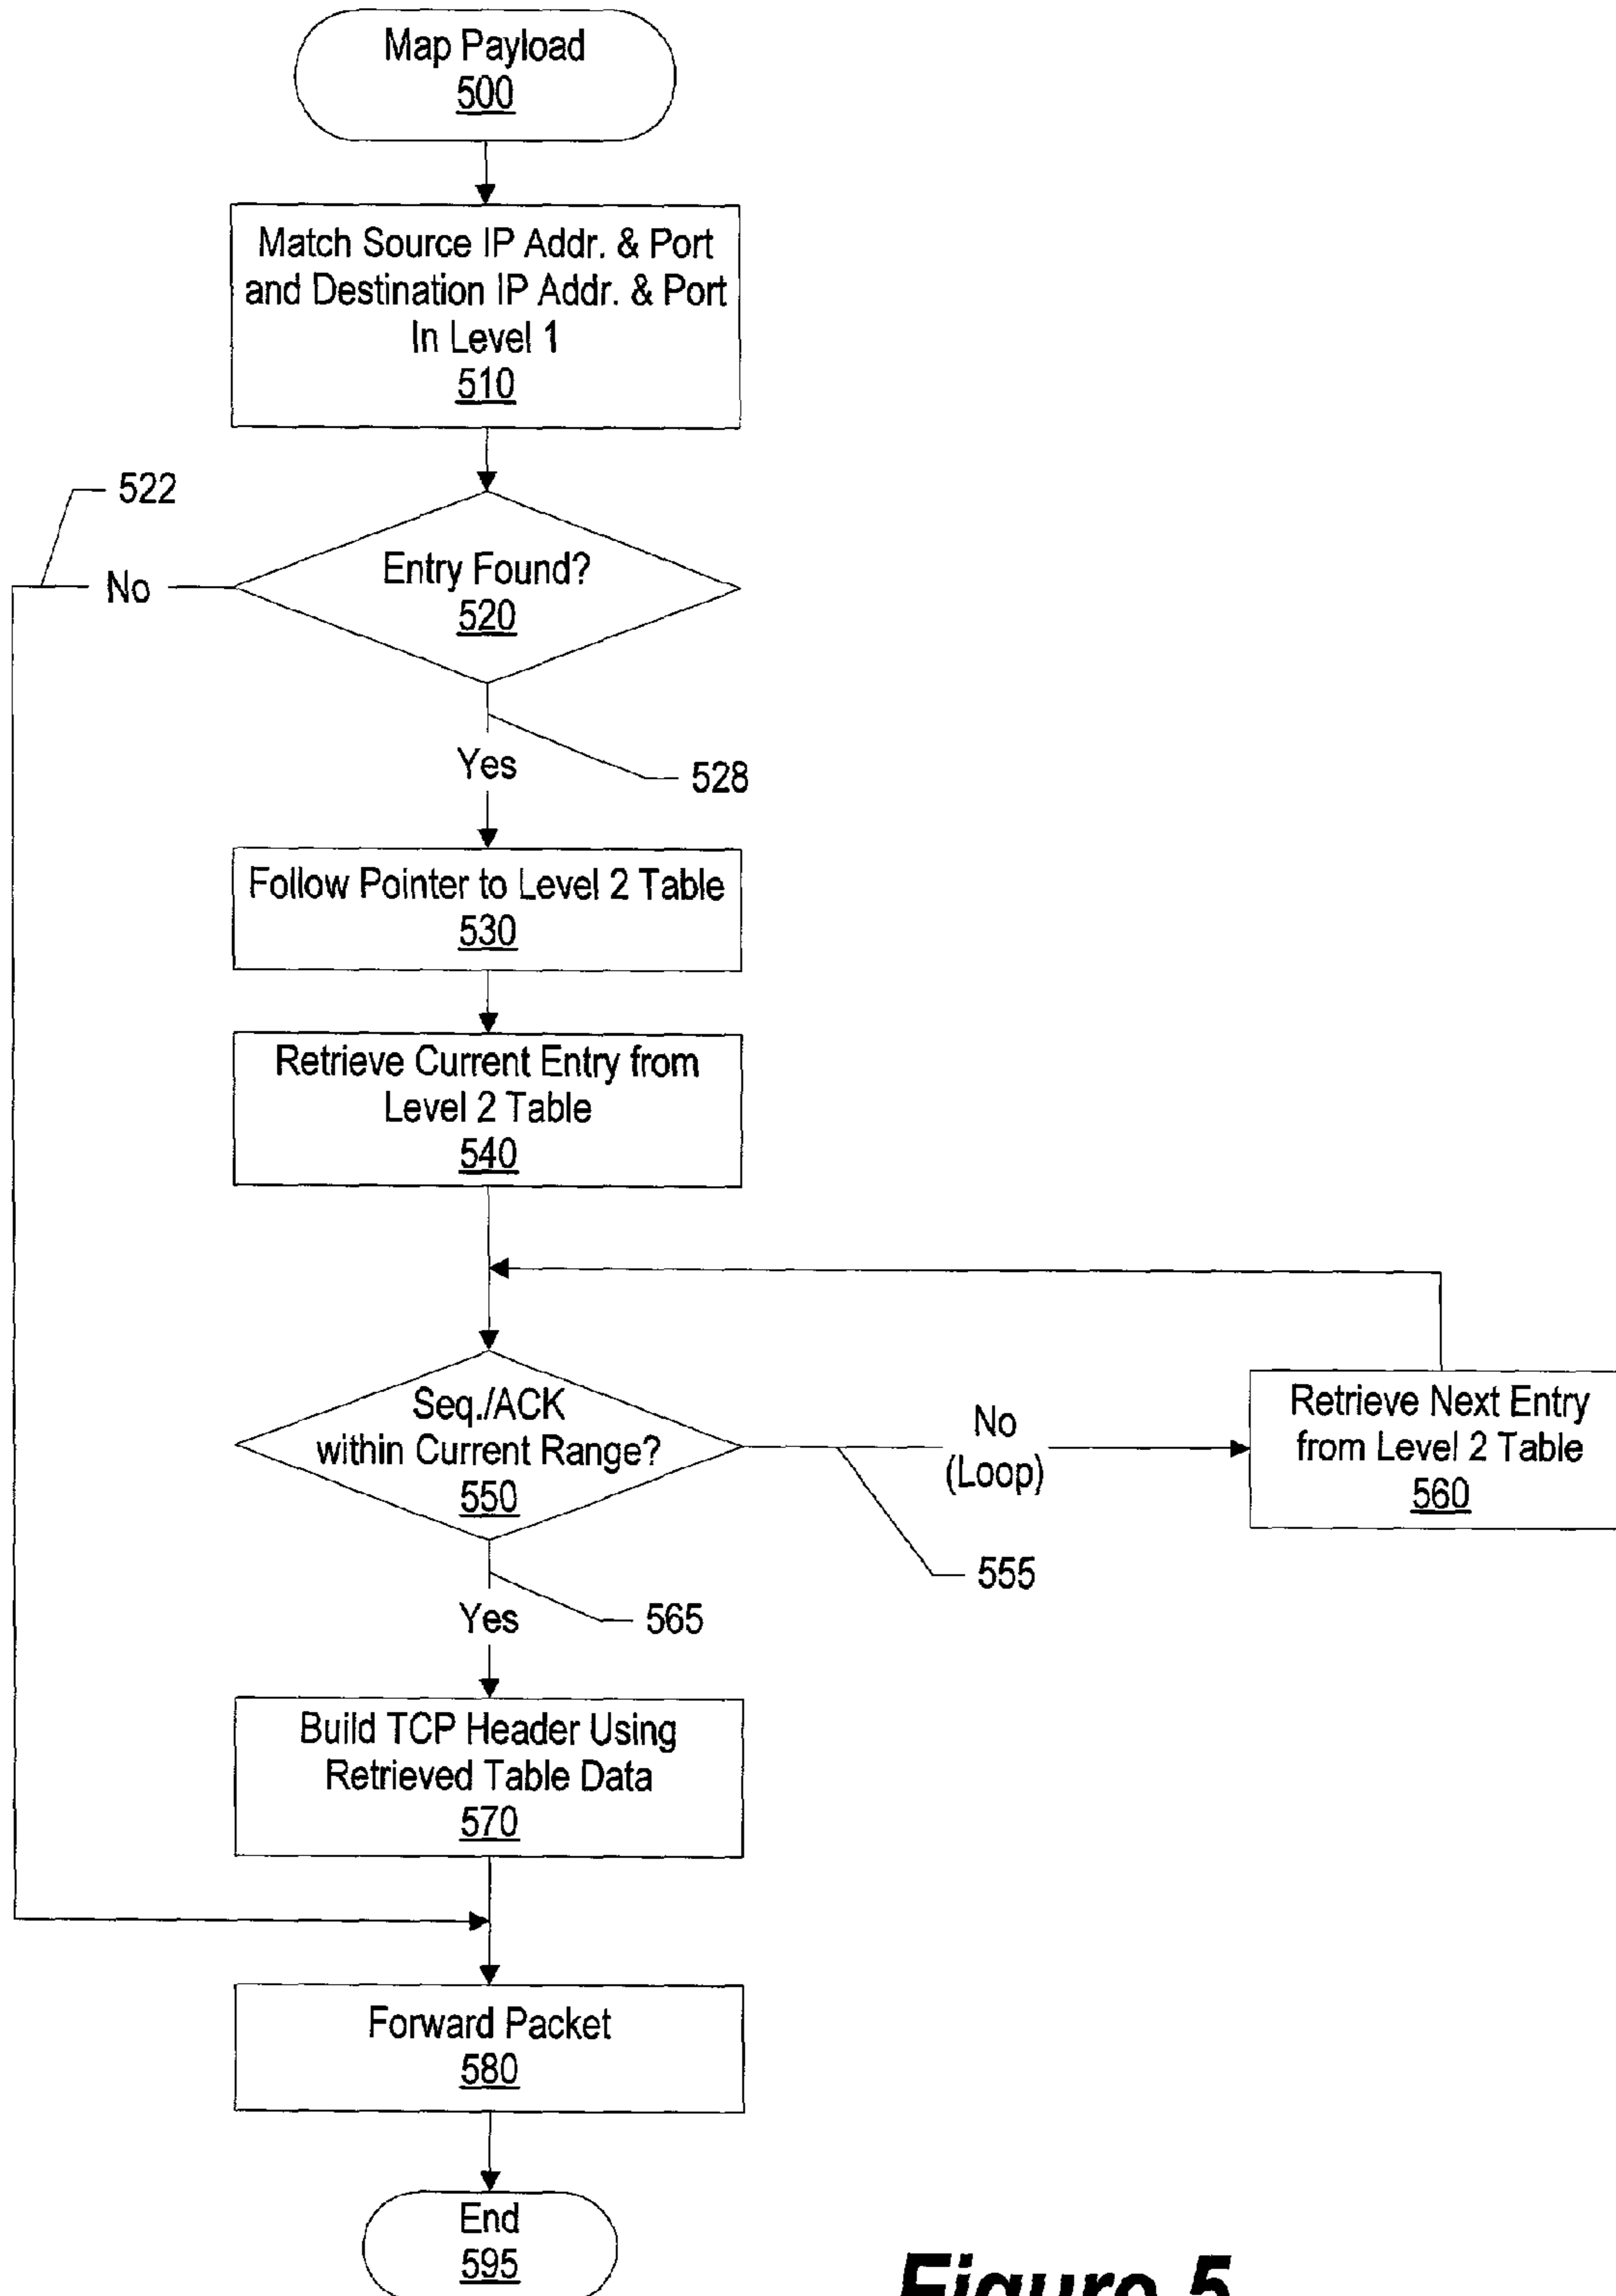 Map Payload
500
Match Source IP Addr. & Port
and Destination IP Addr. & Port
In Level 1
510
522
No
Entry Found?
520
Yes
528
Follow Pointer to Level 2 Table
530
Retrieve Current Entry from
Level 2 Table
540
Seq./ACK
within Current Range?
550
No
(Loop)
555
Retrieve Next Entry
from Level 2 Table
560
Yes
565
Build TCP Header Using
Retrieved Table Data
570
Forward Packet
580
End
595
Figure 5